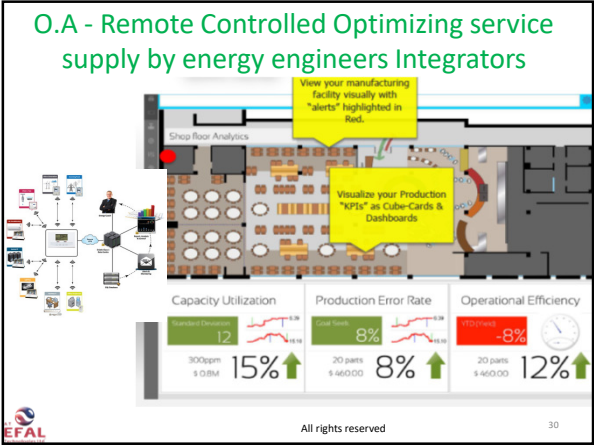 O.A - Remote Controlled Optimizing service
supply by energy engineers Integrators
View your manufacturing
facility visually with
"alerts" highlighted in
Red.
Shop floor Analytics
Visualize your Production
"KPIs" as Cube-Cards &
Dashboards
Capacity Utilization
Standard Deviation
12
300ppm
$ 0.8M
15%
Production Error Rate
Goal Seek
8%
20 parts
$ 460.00
8%
Operational Efficiency
YTD(Yield)
-8%
20 parts
$ 460.00
12%
EFAL
All rights reserved
30